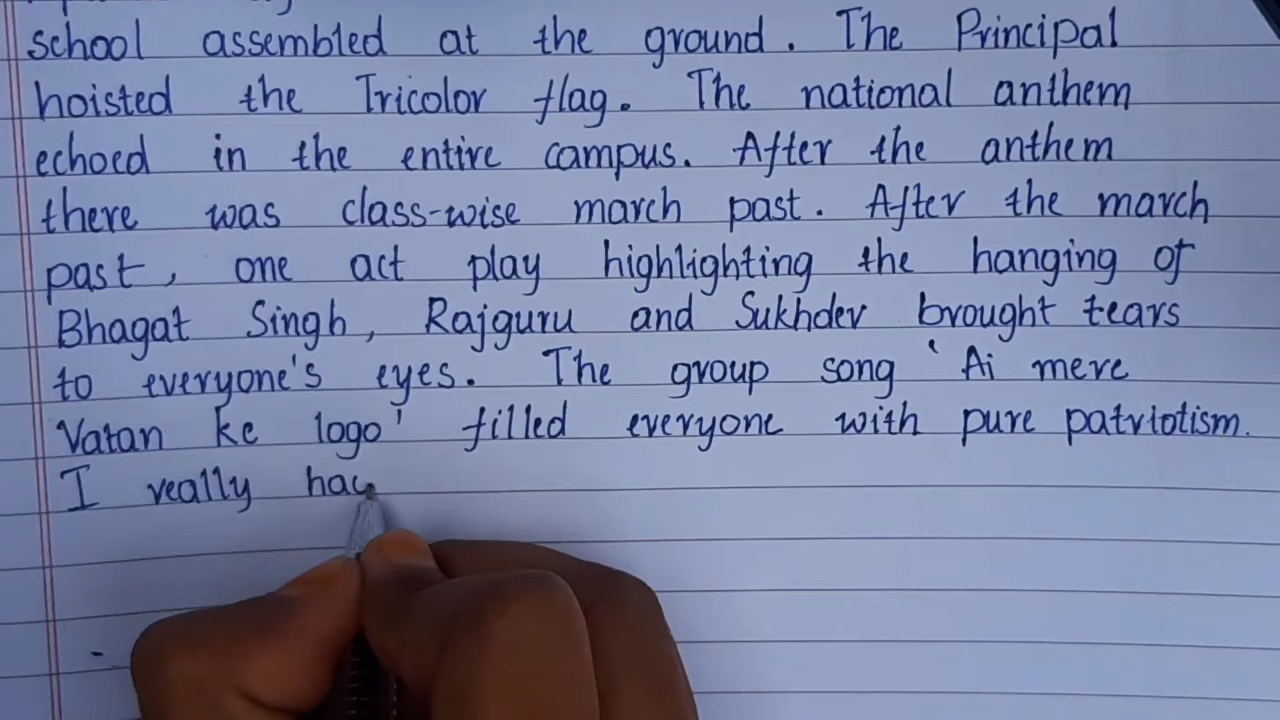 school assembled at the ground. The Principal
hoisted the Tricolor flag. The national anthem
echoed in the entire campus. After the anthem
there was class-wise march past. After the march
past, one act play highlighting the hanging of
Bhagat Singh, Rajguru and Sukhdev brought tears
to everyone's eyes. The group song 'Ai mere
Vatan ke logo' filled everyone with pure patriotism.
I really